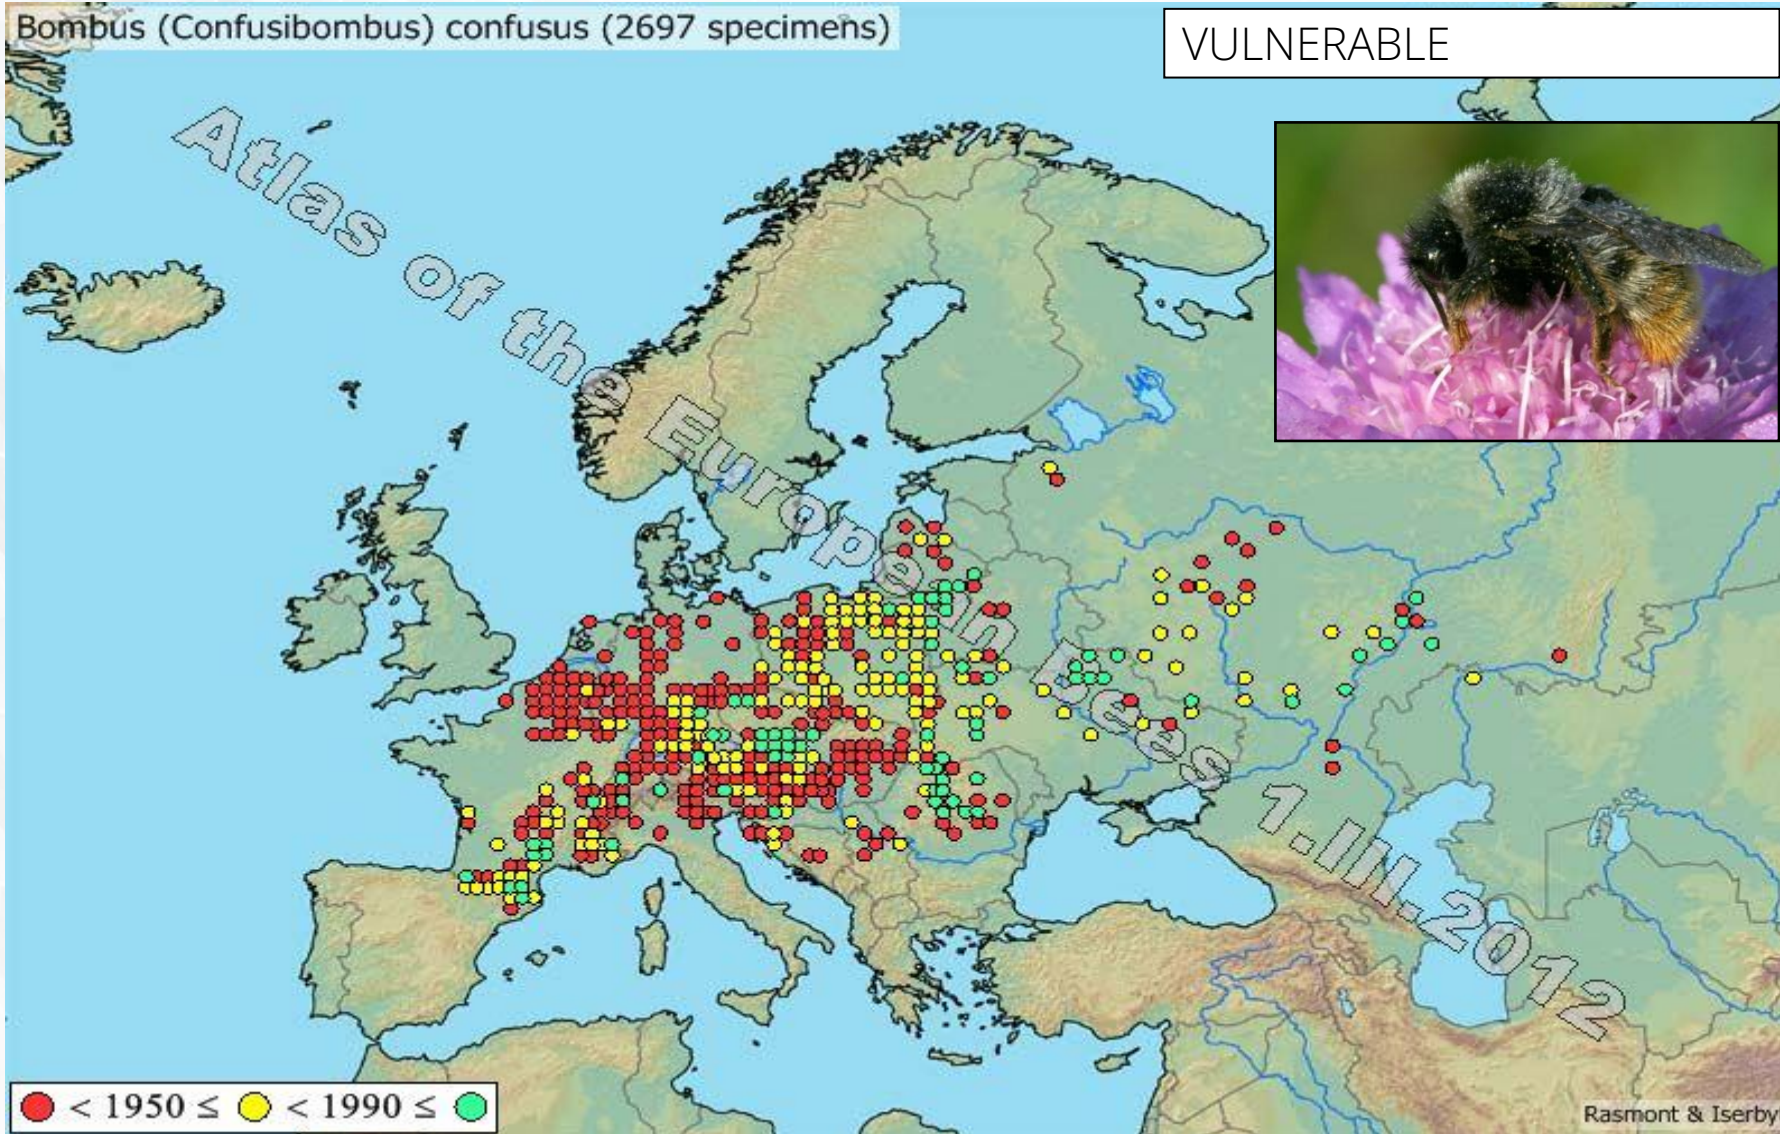 Bombus (Confusibombus) confusus (2697 specimens)
VULNERABLE
Atlas of the European bees 1.III.2012
< 1950 ≤ < 1990 ≤
Rasmont & Iserby